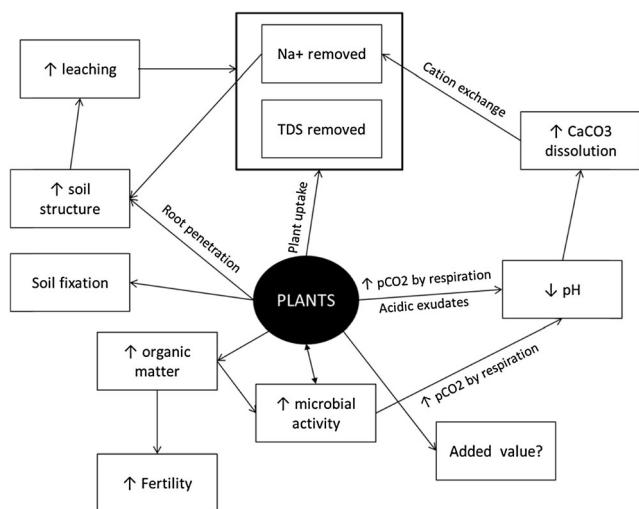 ↑ leaching
Na+ removed
TDS removed
Cation exchange
↑ CaCO3
dissolution
↑ soil
structure
Root penetration
Plant uptake
Soil fixation
PLANTS
↑ pCO2 by respiration
Acidic exudates
↓ pH
↑ organic
matter
↑ microbial
activity
↑ pCO2 by respiration
Added value?
↑ Fertility